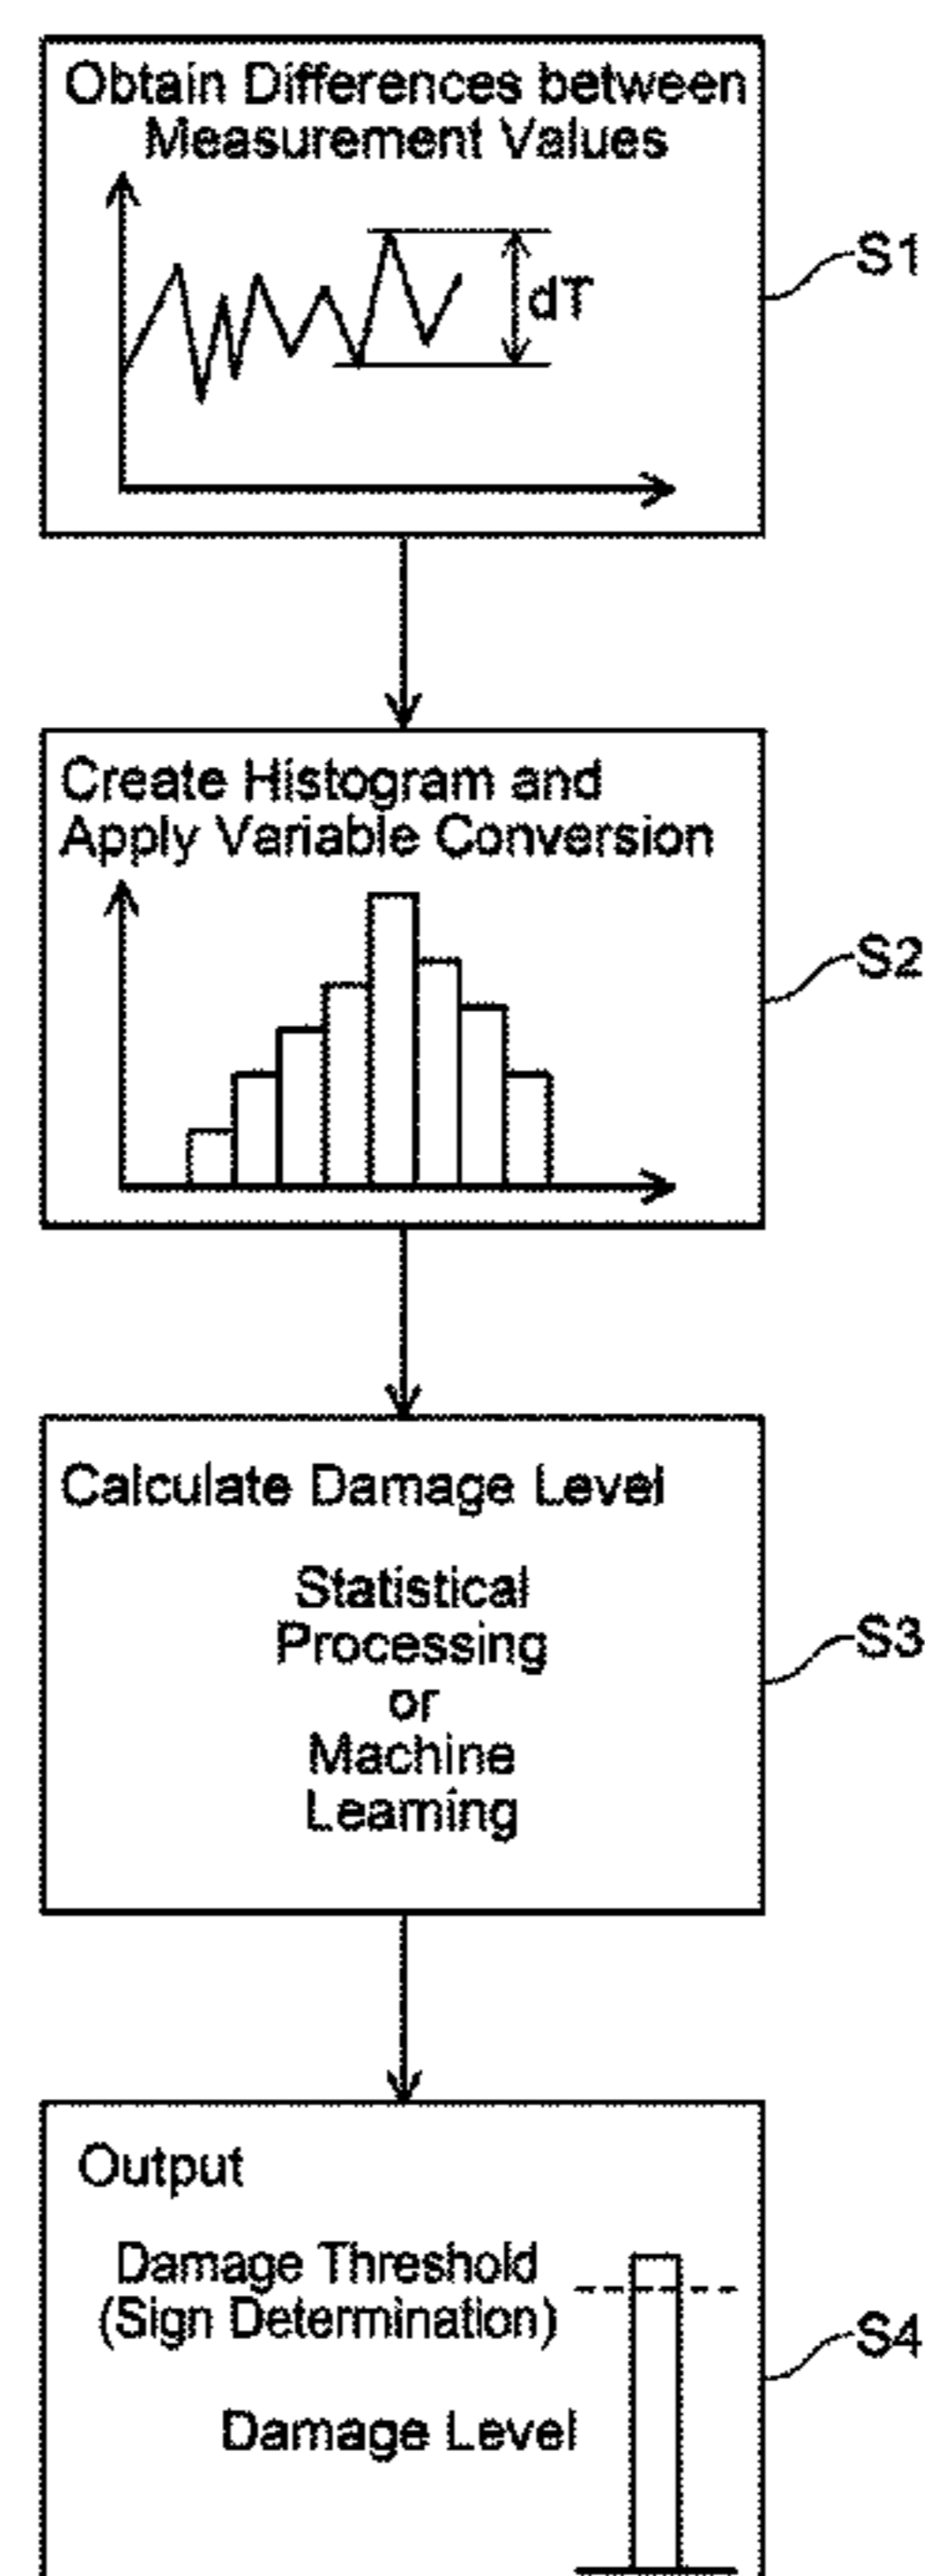 Obtain Differences between
Measurement Values
dT
S1
Create Histogram and
Apply Variable Conversion
S2
Calculate Damage Level
Statistical
Processing
or
Machine
Learning
S3
Output
Damage Threshold
(Sign Determination)
Damage Level
S4